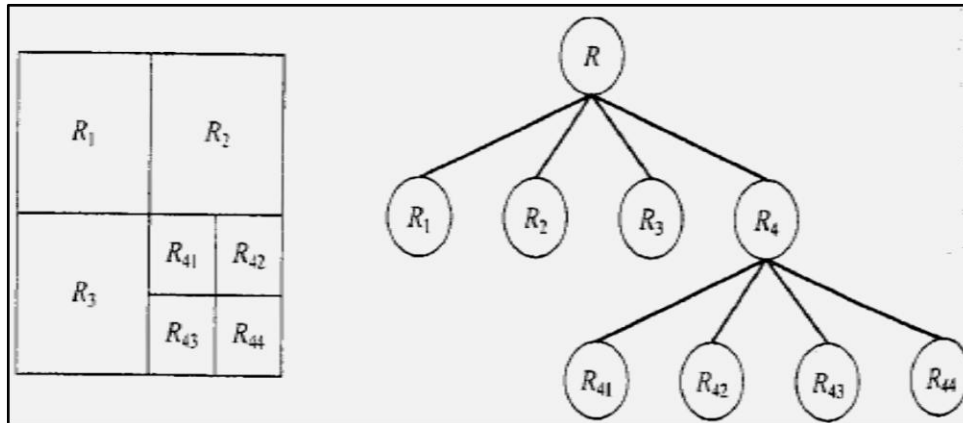 R
R₁ R₂
R₁ R₂ R₃ R₄
R₄₁ R₄₂
R₃
R₄₃ R₄₄
R₄₁ R₄₂ R₄₃ R₄₄